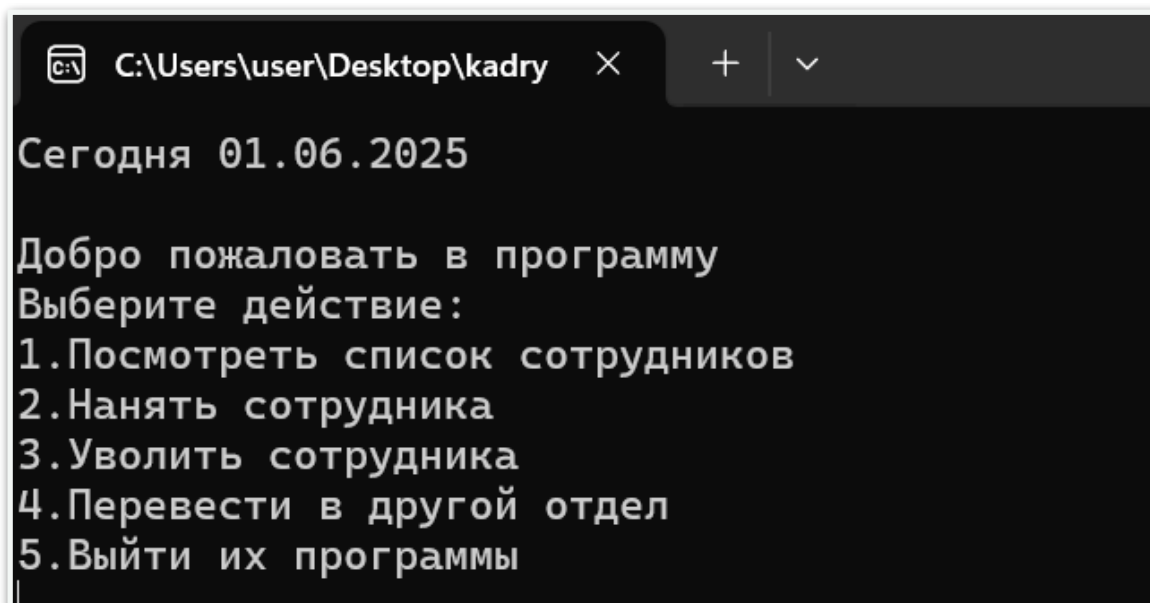 C:\Users\user\Desktop\kadry
Сегодня 01.06.2025
Добро пожаловать в программу
Выберите действие:
1.Посмотреть список сотрудников
2.Нанять сотрудника
3.Уволить сотрудника
4.Перевести в другой отдел
5.Выйти их программы